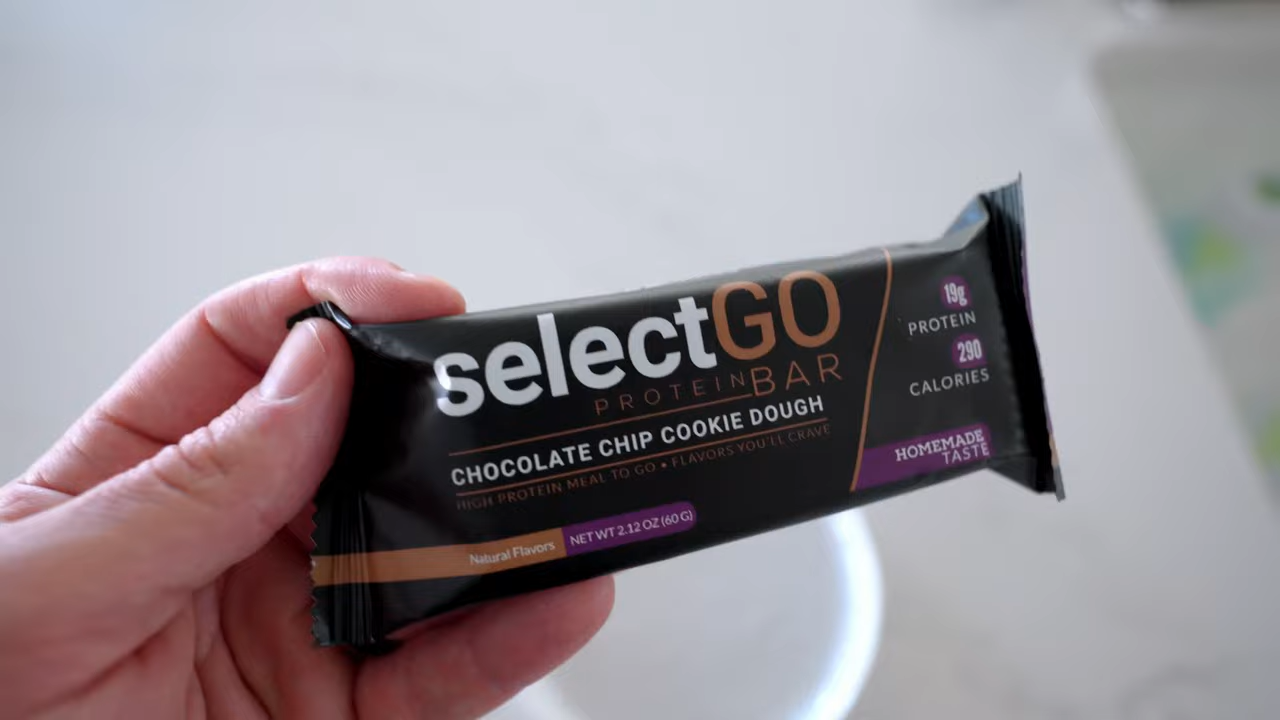 selectGO
PROTEIN BAR
CHOCOLATE CHIP COOKIE DOUGH
HIGH PROTEIN MEAL TO GO • FLAVORS YOU'LL CRAVE
Natural Flavors
NET WT 2.12 OZ (60 G)
19g
PROTEIN
290
CALORIES
HOMEMADE
TASTE